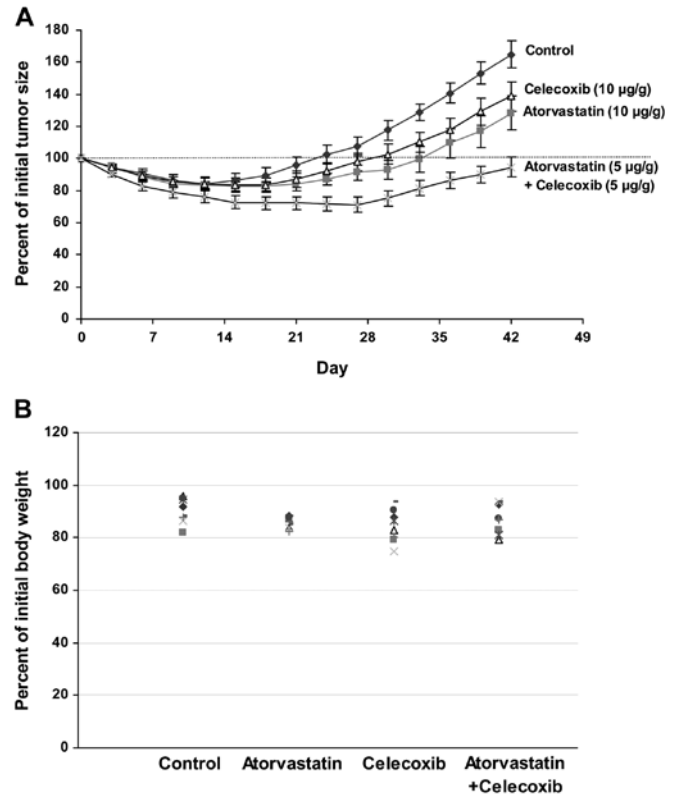 A
Percent of initial tumor size
180
160
140
120
100
80
60
40
20
0
0 7 14 21 28 35 42 49
Day
Control
Celecoxib (10 µg/g)
Atorvastatin (10 µg/g)
Atorvastatin (5 µg/g)
+ Celecoxib (5 µg/g)
B
Percent of initial body weight
120
100
80
60
40
20
0
Control Atorvastatin Celecoxib Atorvastatin
+Celecoxib